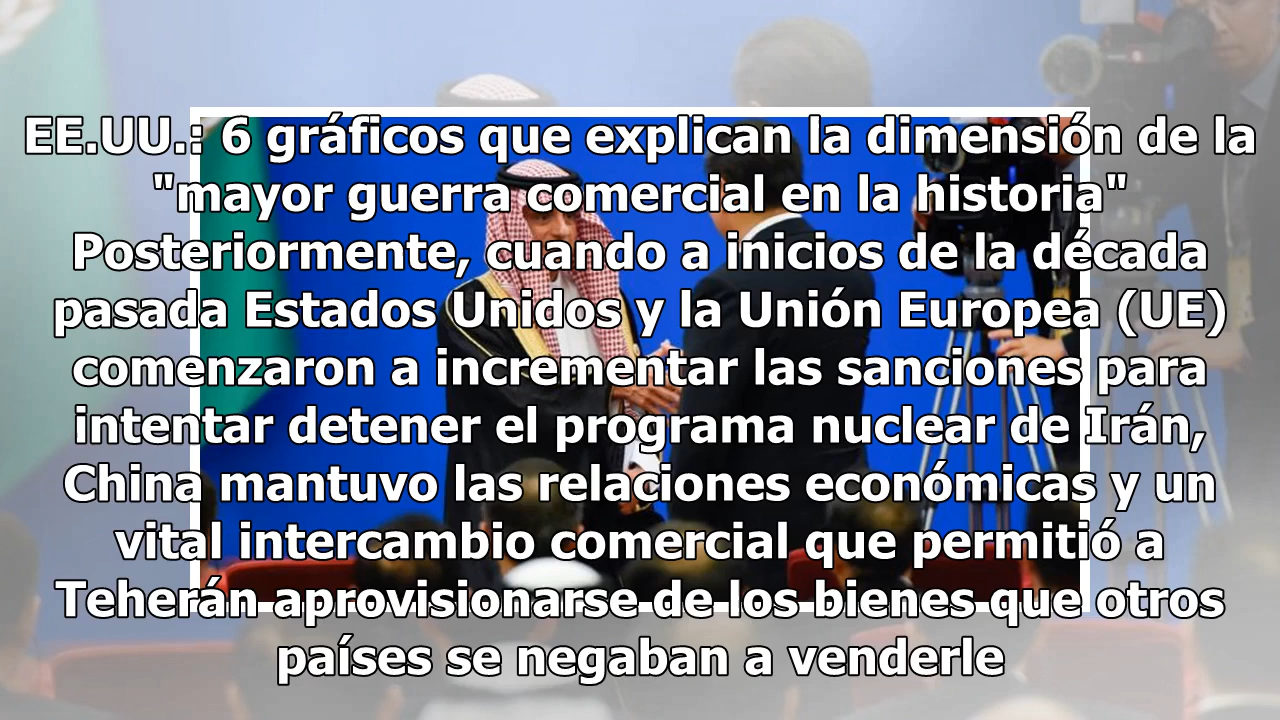 EE.UU.: 6 gráficos que explican la dimensión de la
"mayor guerra comercial en la historia"
Posteriormente, cuando a inicios de la década
pasada Estados Unidos y la Unión Europea (UE)
comenzaron a incrementar las sanciones para
intentar detener el programa nuclear de Irán,
China mantuvo las relaciones económicas y un
vital intercambio comercial que permitió a
Teherán aprovisionarse de los bienes que otros
países se negaban a venderle